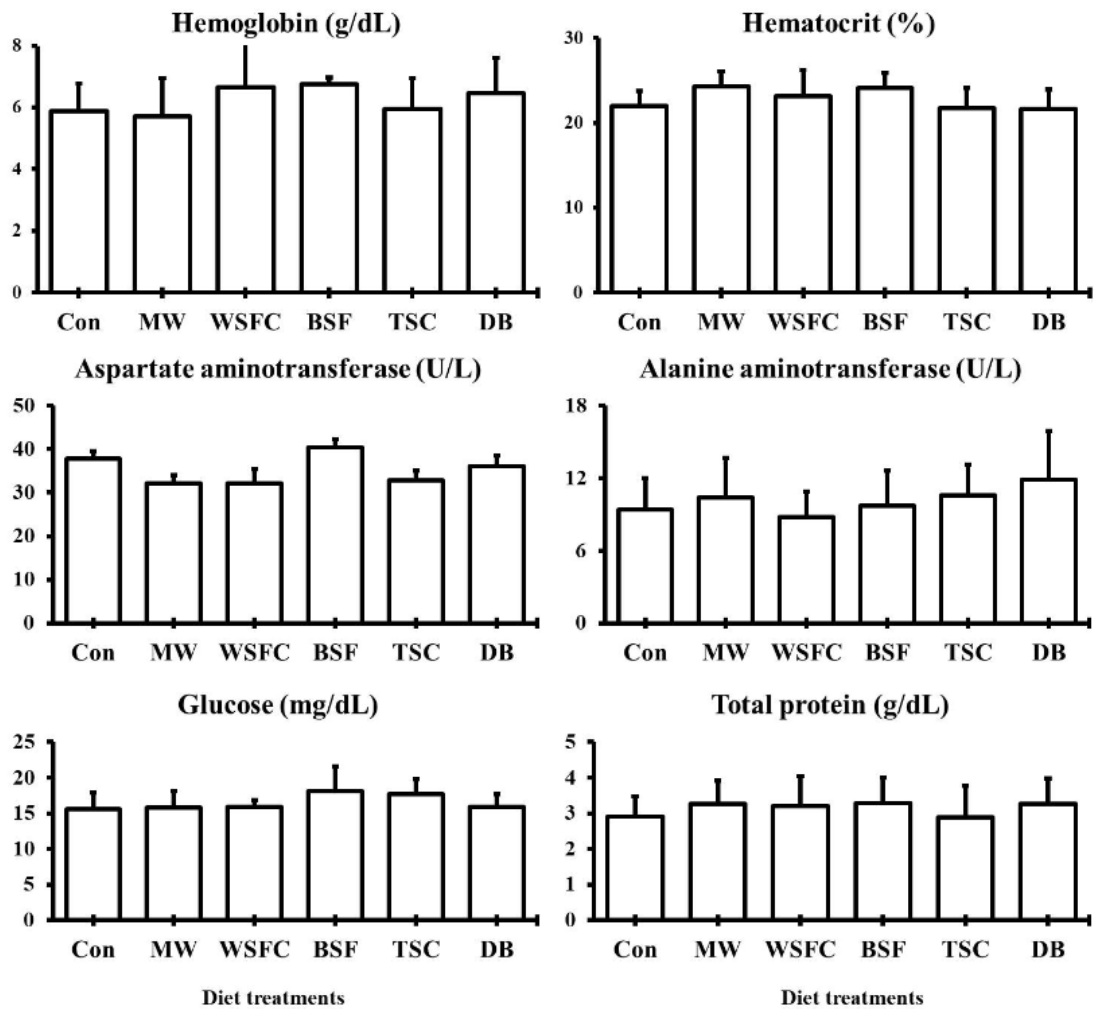 Hemoglobin (g/dL)
8
6
4
2
0
Con MW WSFC BSF TSC DB
Hematocrit (%)
30
20
10
0
Con MW WSFC BSF TSC DB
Aspartate aminotransferase (U/L)
50
40
30
20
10
0
Con MW WSFC BSF TSC DB
Alanine aminotransferase (U/L)
18
12
6
0
Con MW WSFC BSF TSC DB
Glucose (mg/dL)
25
20
15
10
5
0
Con MW WSFC BSF TSC DB
Diet treatments
Total protein (g/dL)
5
4
3
2
1
0
Con MW WSFC BSF TSC DB
Diet treatments